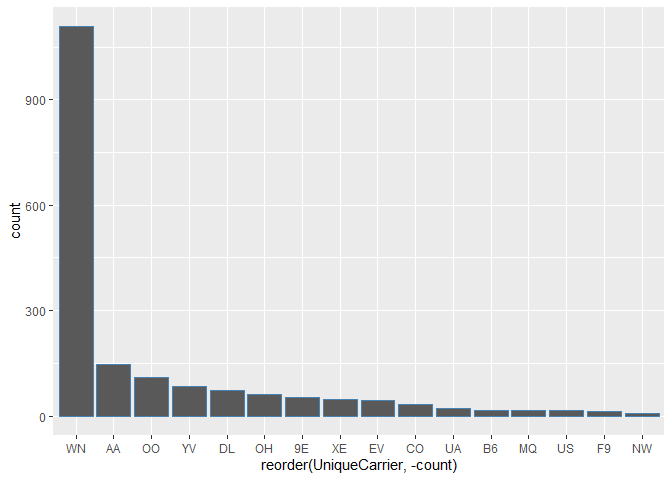 900
600
300
0
count
WN AA OO YV DL OH 9E XE EV CO UA B6 MQ US F9 NW
reorder(UniqueCarrier, -count)